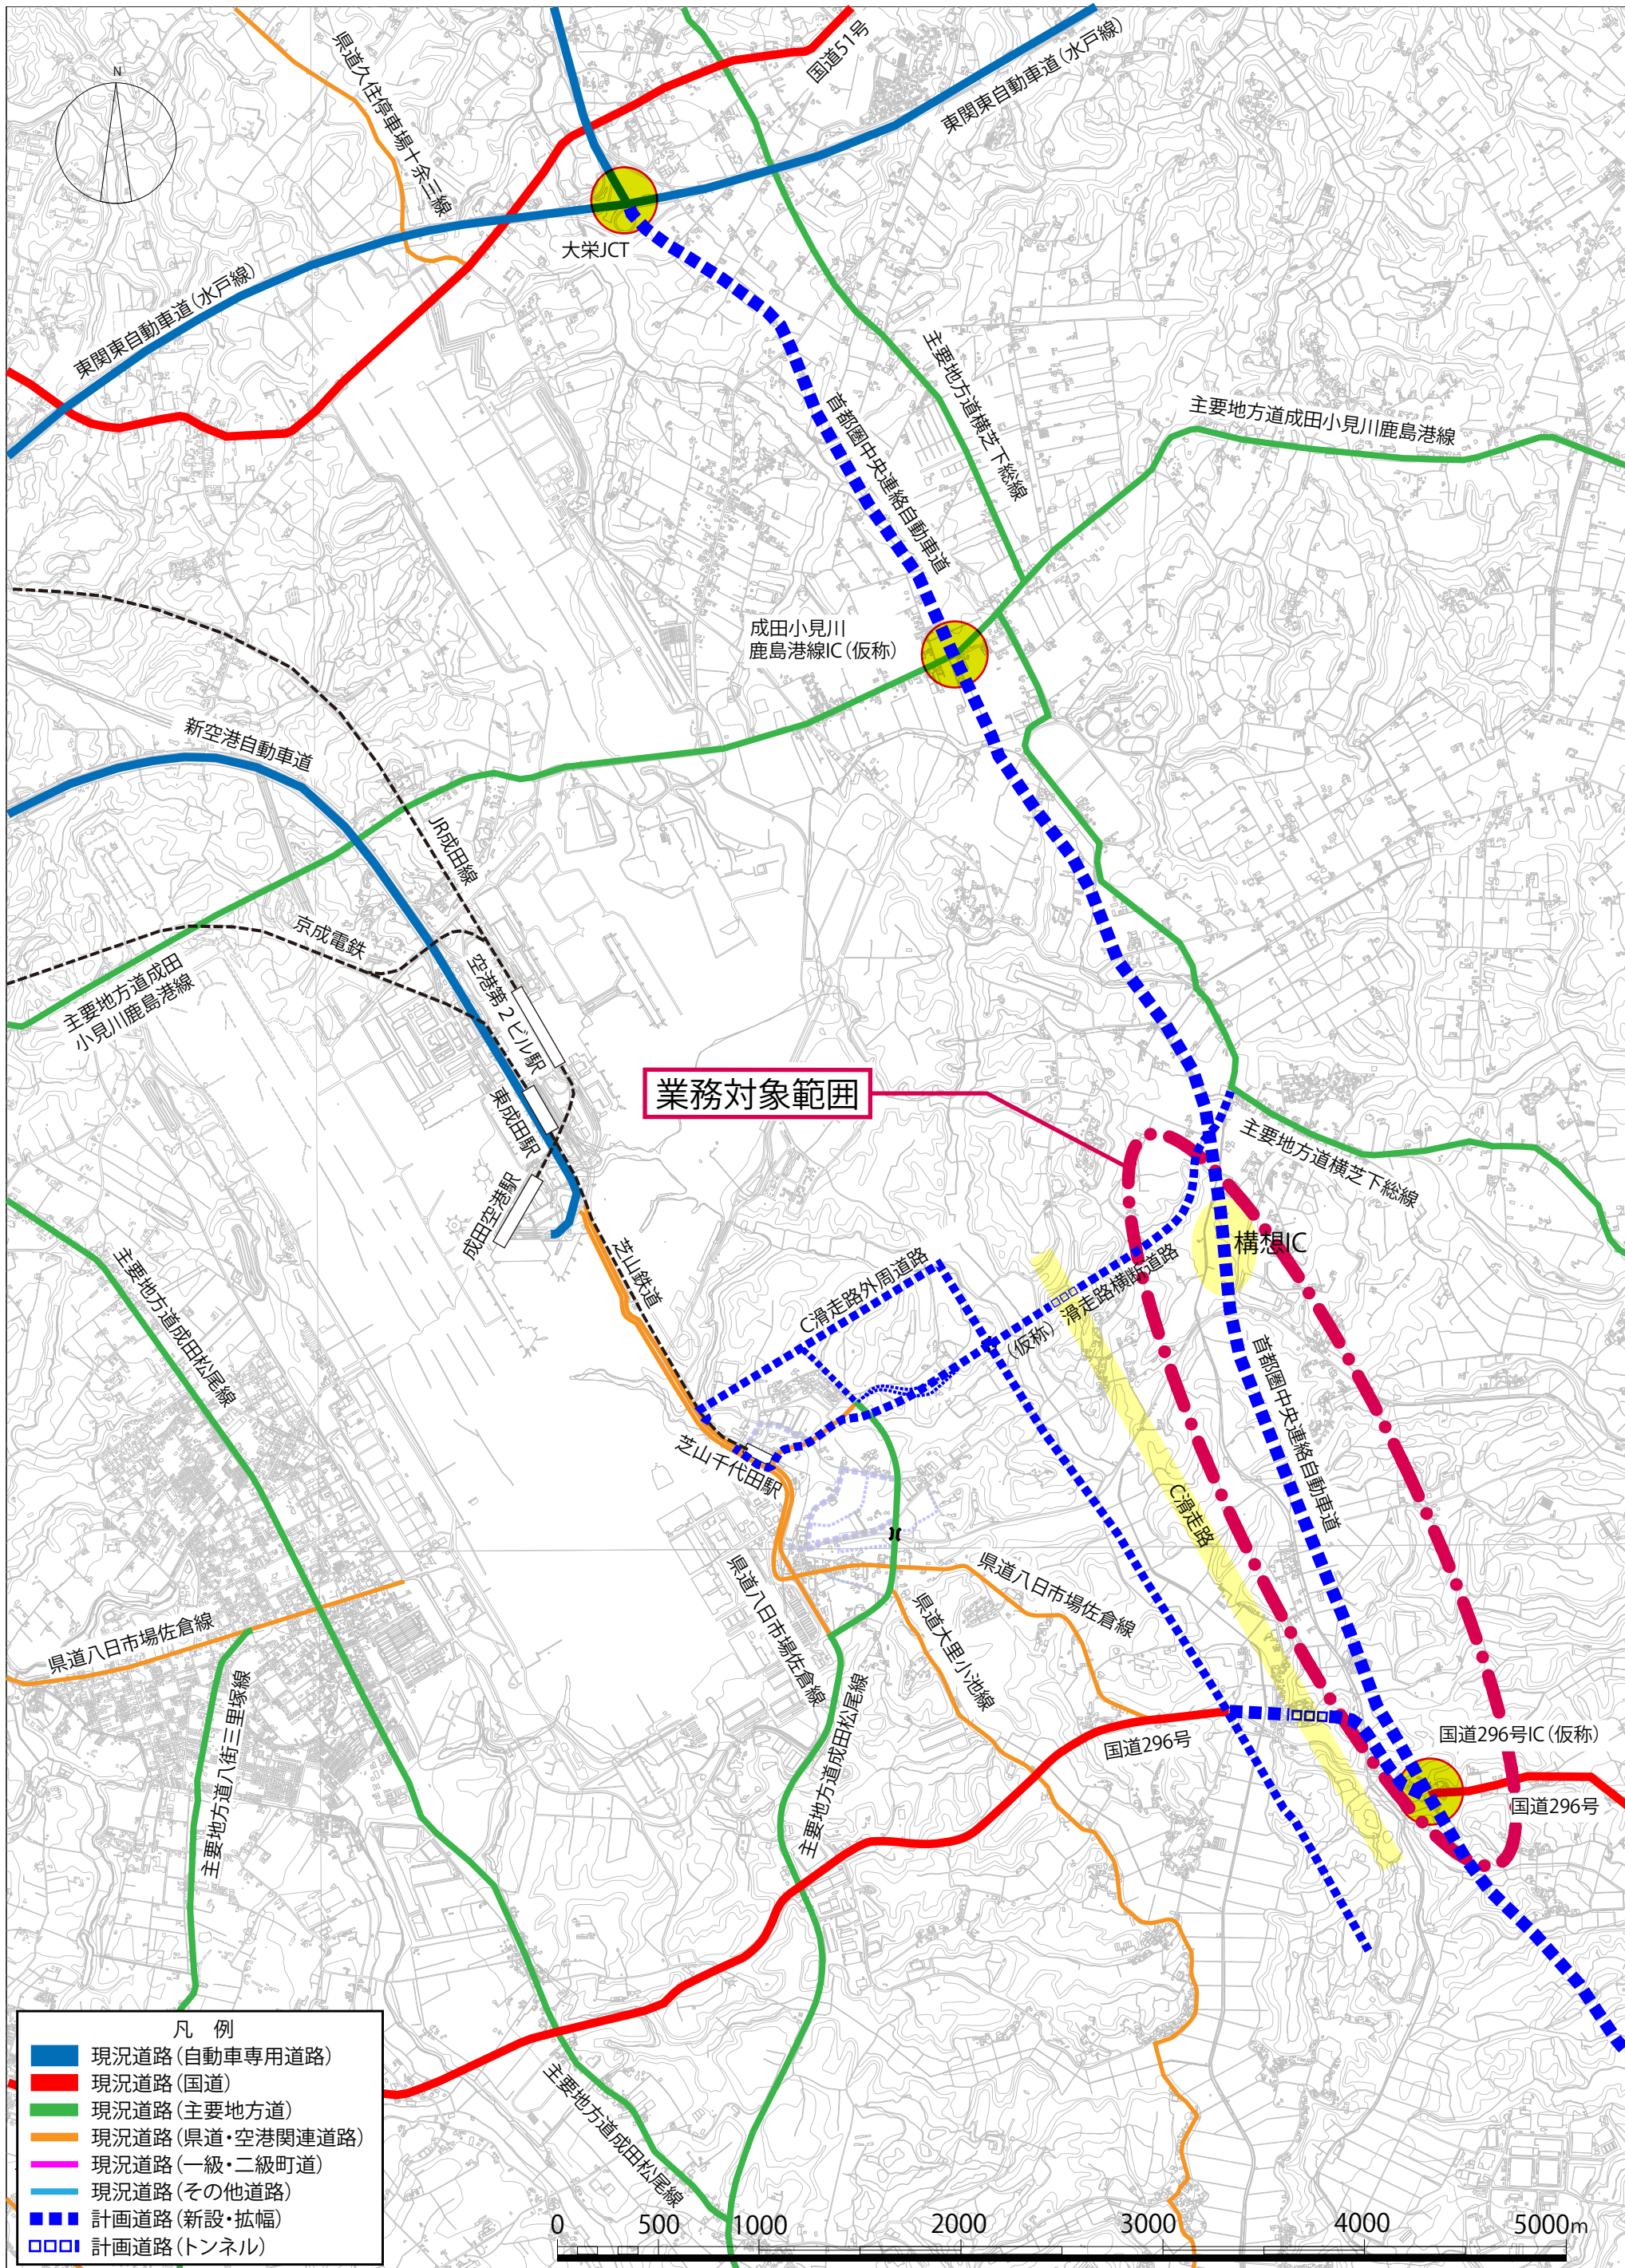 N
県道久住停車場十余三線
国道51号
東関東自動車道（水戸線）
大栄JCT
東関東自動車道（水戸線）
主要地方道横芝下総線
首都圏中央連絡自動車道
主要地方道成田小見川鹿島港線
成田小見川
鹿島港線IC（仮称）
新空港自動車道
JR成田線
京成電鉄
主要地方道成田
小見川鹿島港線
空港第２ビル駅
東成田駅
成田空港駅
業務対象範囲
主要地方道横芝下総線
構想IC
芝山鉄道
C滑走路外周道路
（仮称）滑走路横断道路
主要地方道成田松尾線
首都圏中央連絡自動車道
芝山千代田駅
C滑走路
県道八日市場佐倉線
県道八日市場佐倉線
県道大里小池線
県道八日市場佐倉線
主要地方道八街三里塚線
主要地方道成田松尾線
国道296号
国道296号IC（仮称）
国道296号
主要地方道成田松尾線
凡　例
現況道路（自動車専用道路）
現況道路（国道）
現況道路（主要地方道）
現況道路（県道・空港関連道路）
現況道路（一級・二級町道）
現況道路（その他道路）
計画道路（新設・拡幅）
計画道路（トンネル）
0 500 1000 2000 3000 4000 5000m